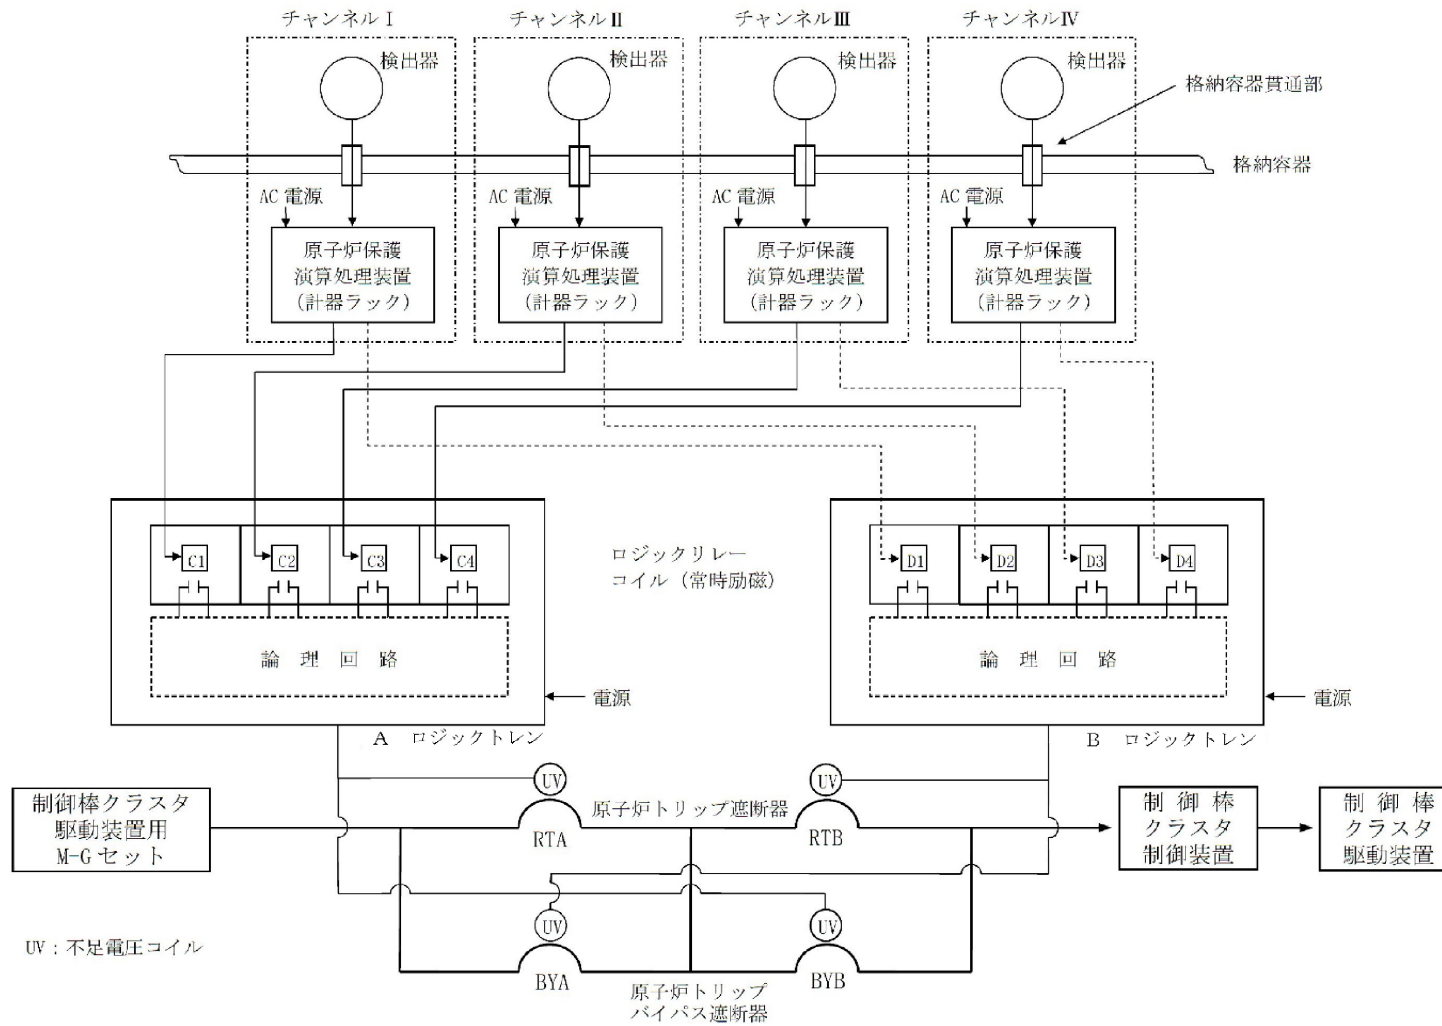 チャンネルⅠ
チャンネルⅡ
チャンネルⅢ
チャンネルⅣ
検出器
検出器
検出器
検出器
格納容器貫通部
格納容器
AC 電源
AC 電源
AC 電源
AC 電源
原子炉保護
演算処理装置
(計器ラック)
原子炉保護
演算処理装置
(計器ラック)
原子炉保護
演算処理装置
(計器ラック)
原子炉保護
演算処理装置
(計器ラック)
C1
C2
C3
C4
ロジックリレー
コイル (常時励磁)
D1
D2
D3
D4
論 理 回 路
論 理 回 路
電源
電源
A ロジックトレン
B ロジックトレン
制御棒クラスタ
駆動装置用
M-G セット
UV
RTA
原子炉トリップ遮断器
UV
RTB
制 御 棒
クラスタ
制御装置
制 御 棒
クラスタ
駆動装置
UV
BYA
UV
BYB
UV : 不足電圧コイル
原子炉トリップ
バイパス遮断器